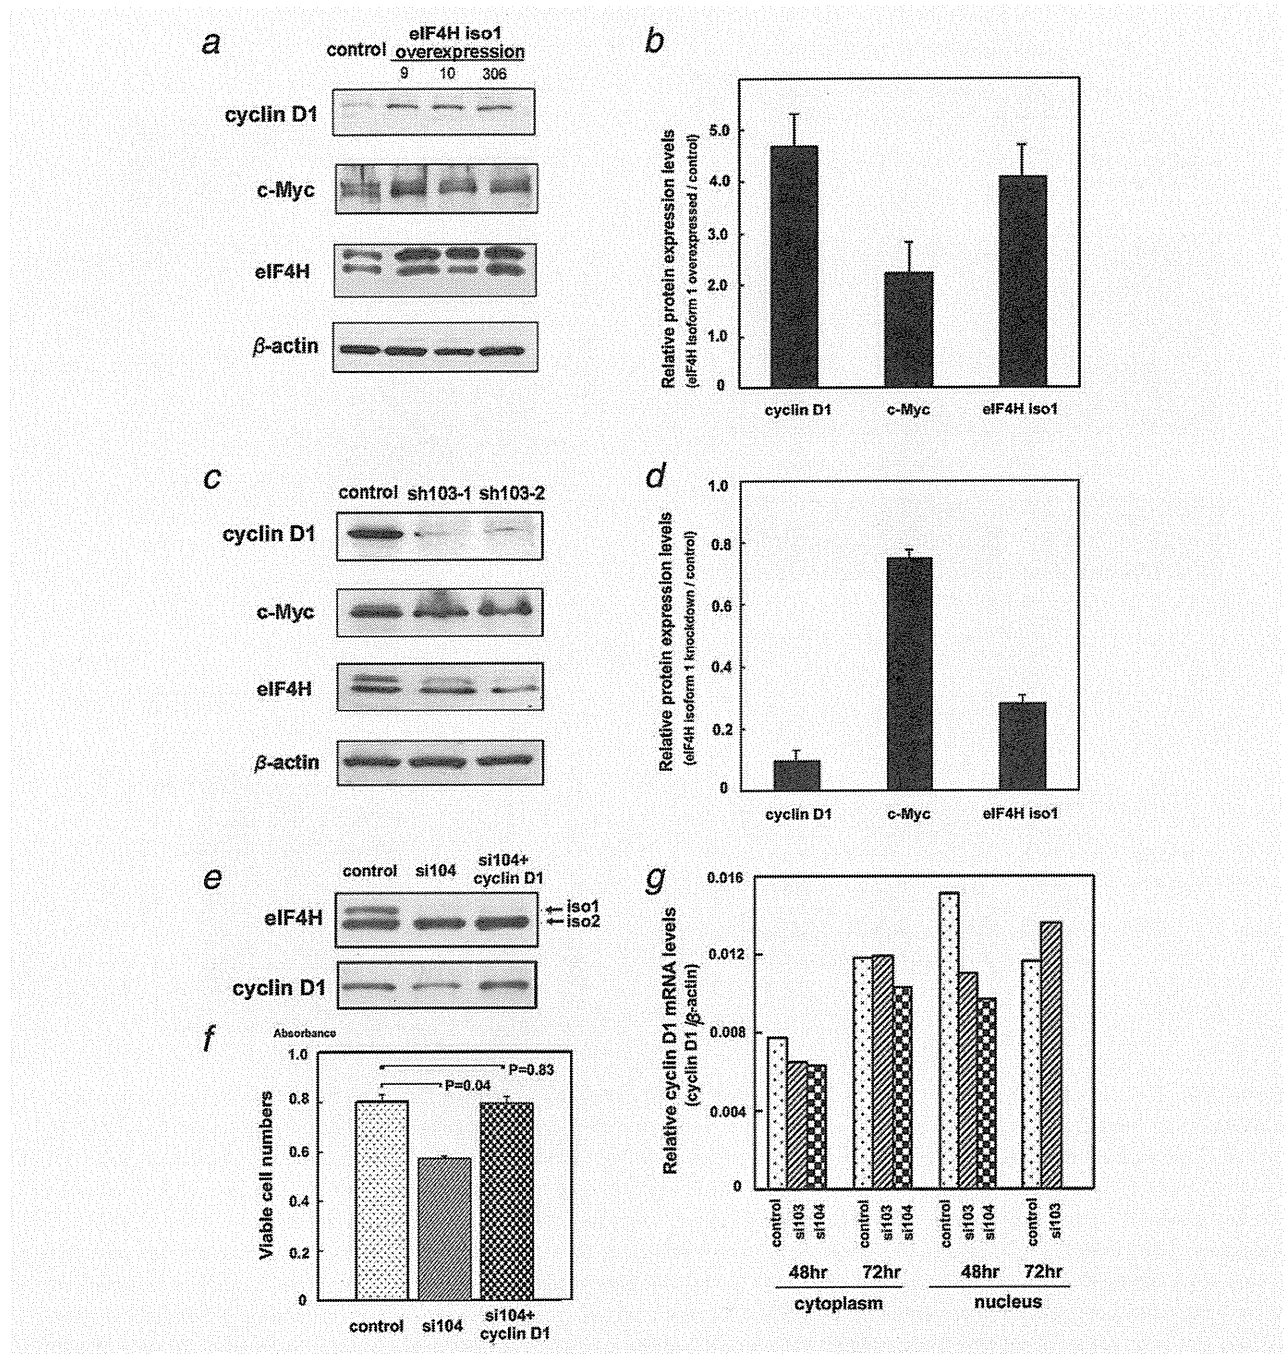 a
control
eIF4H iso1
overexpression
9 10 306
cyclin D1
c-Myc
eIF4H
β-actin
b
Relative protein expression levels
(eIF4H isoform 1 overexpressed / control)
5.0
4.0
3.0
2.0
1.0
0
cyclin D1 c-Myc eIF4H iso1
c
control sh103-1 sh103-2
cyclin D1
c-Myc
eIF4H
β-actin
d
Relative protein expression levels
(eIF4H isoform 1 knockdown / control)
1.0
0.8
0.6
0.4
0.2
0
cyclin D1 c-Myc eIF4H iso1
e
control si104 si104+
cyclin D1
eIF4H
iso1
iso2
cyclin D1
f
Absorbance
Viable cell numbers
1.0
0.8
0.6
0.4
0.2
0
P=0.83
P=0.04
control si104 si104+
cyclin D1
g
Relative cyclin D1 mRNA levels
(cyclin D1 /β-actin)
0.016
0.012
0.008
0.004
0
control si103 si104 control si103 si104 control si103 si104 control si103
48hr 72hr 48hr 72hr
cytoplasm nucleus